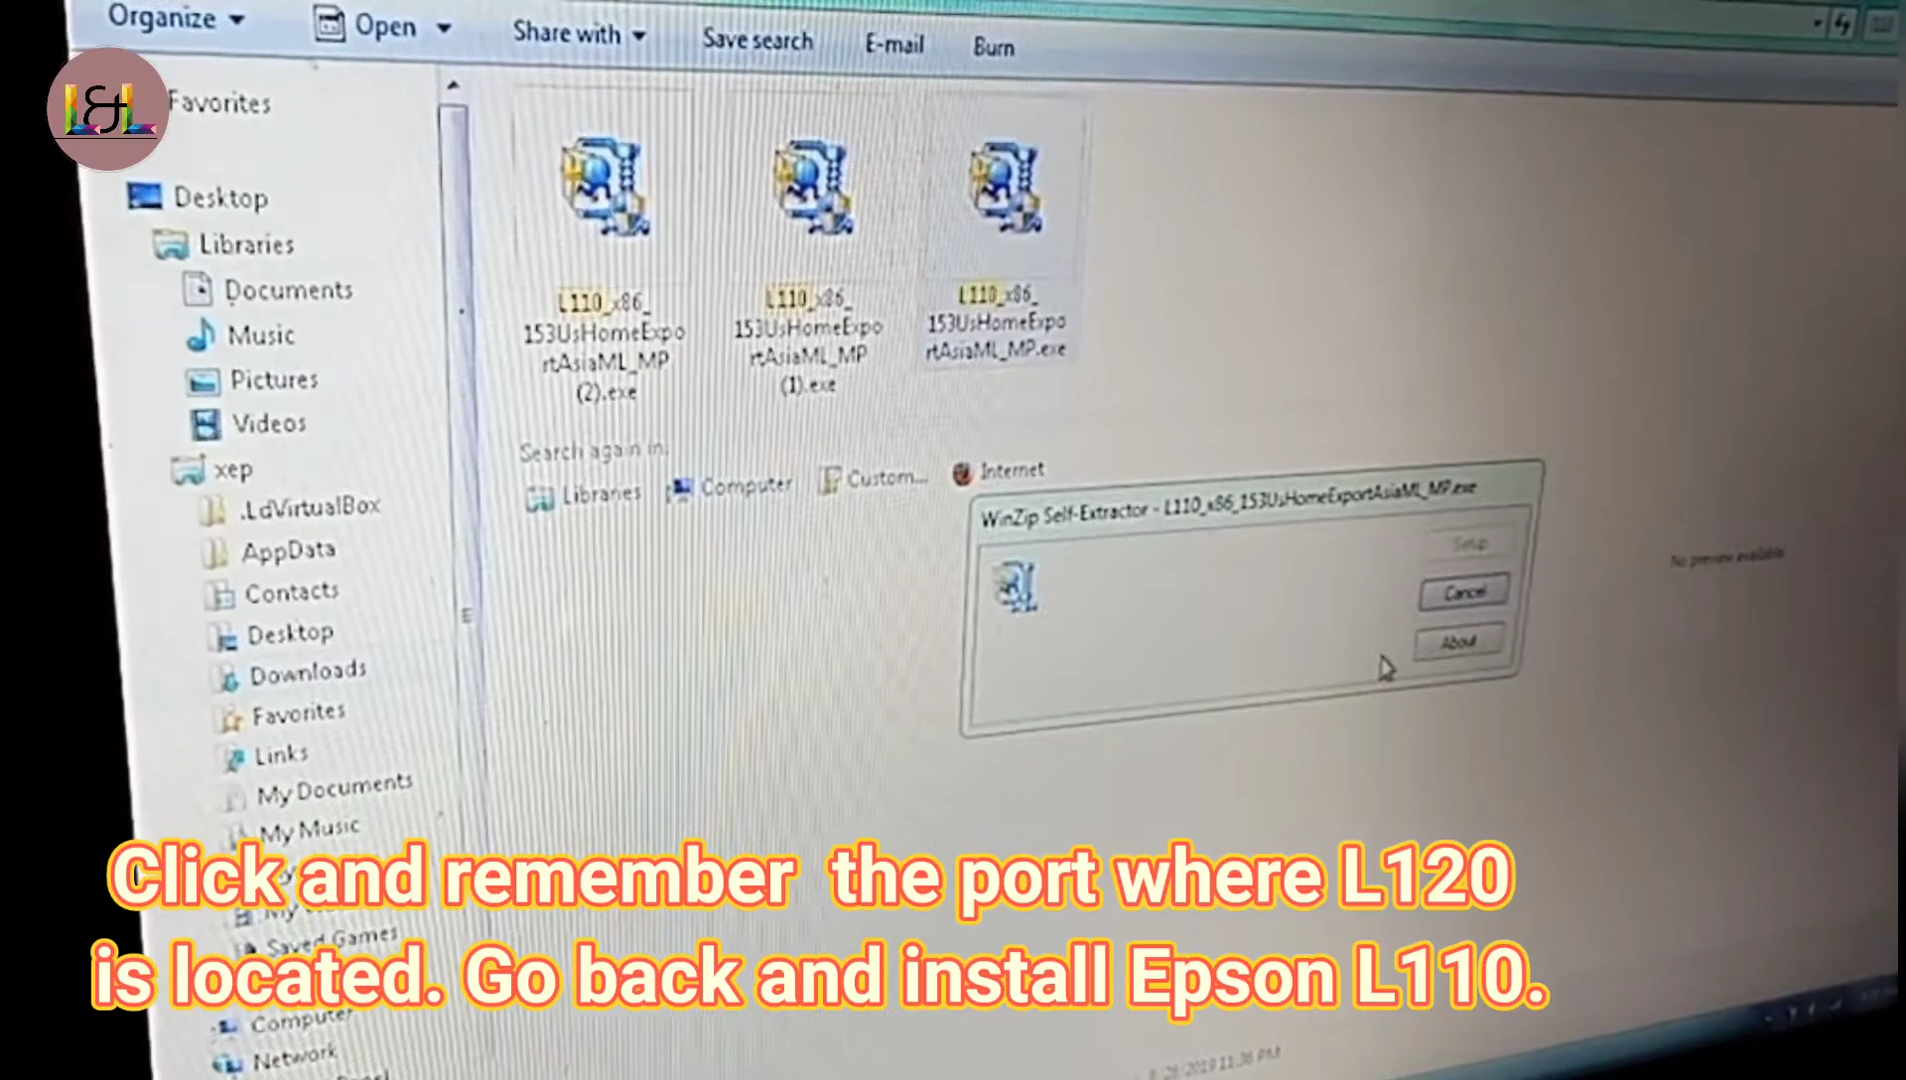 Organize
Open
Share with
Save search
E-mail
Burn
L&L
Favorites
Desktop
Libraries
Documents
Music
Pictures
Videos
xep
.LdVirtualBox
AppData
Contacts
Desktop
Downloads
Favorites
Links
My Documents
My Music
Saved Games
Computer
Network
L110_x86_
153UsHomeExpo
rtAsiaML_MP
(2).exe
L110_x86_
153UsHomeExpo
rtAsiaML_MP
(1).exe
L110_x86_
153UsHomeExpo
rtAsiaML_MP.exe
Search again in:
Libraries
Computer
Custom...
Internet
WinZip Self-Extractor - L110_x86_153UsHomeExportAsiaML_MP.exe
Setup
Cancel
About
No preview available.
Click and remember the port where L120
is located. Go back and install Epson L110.